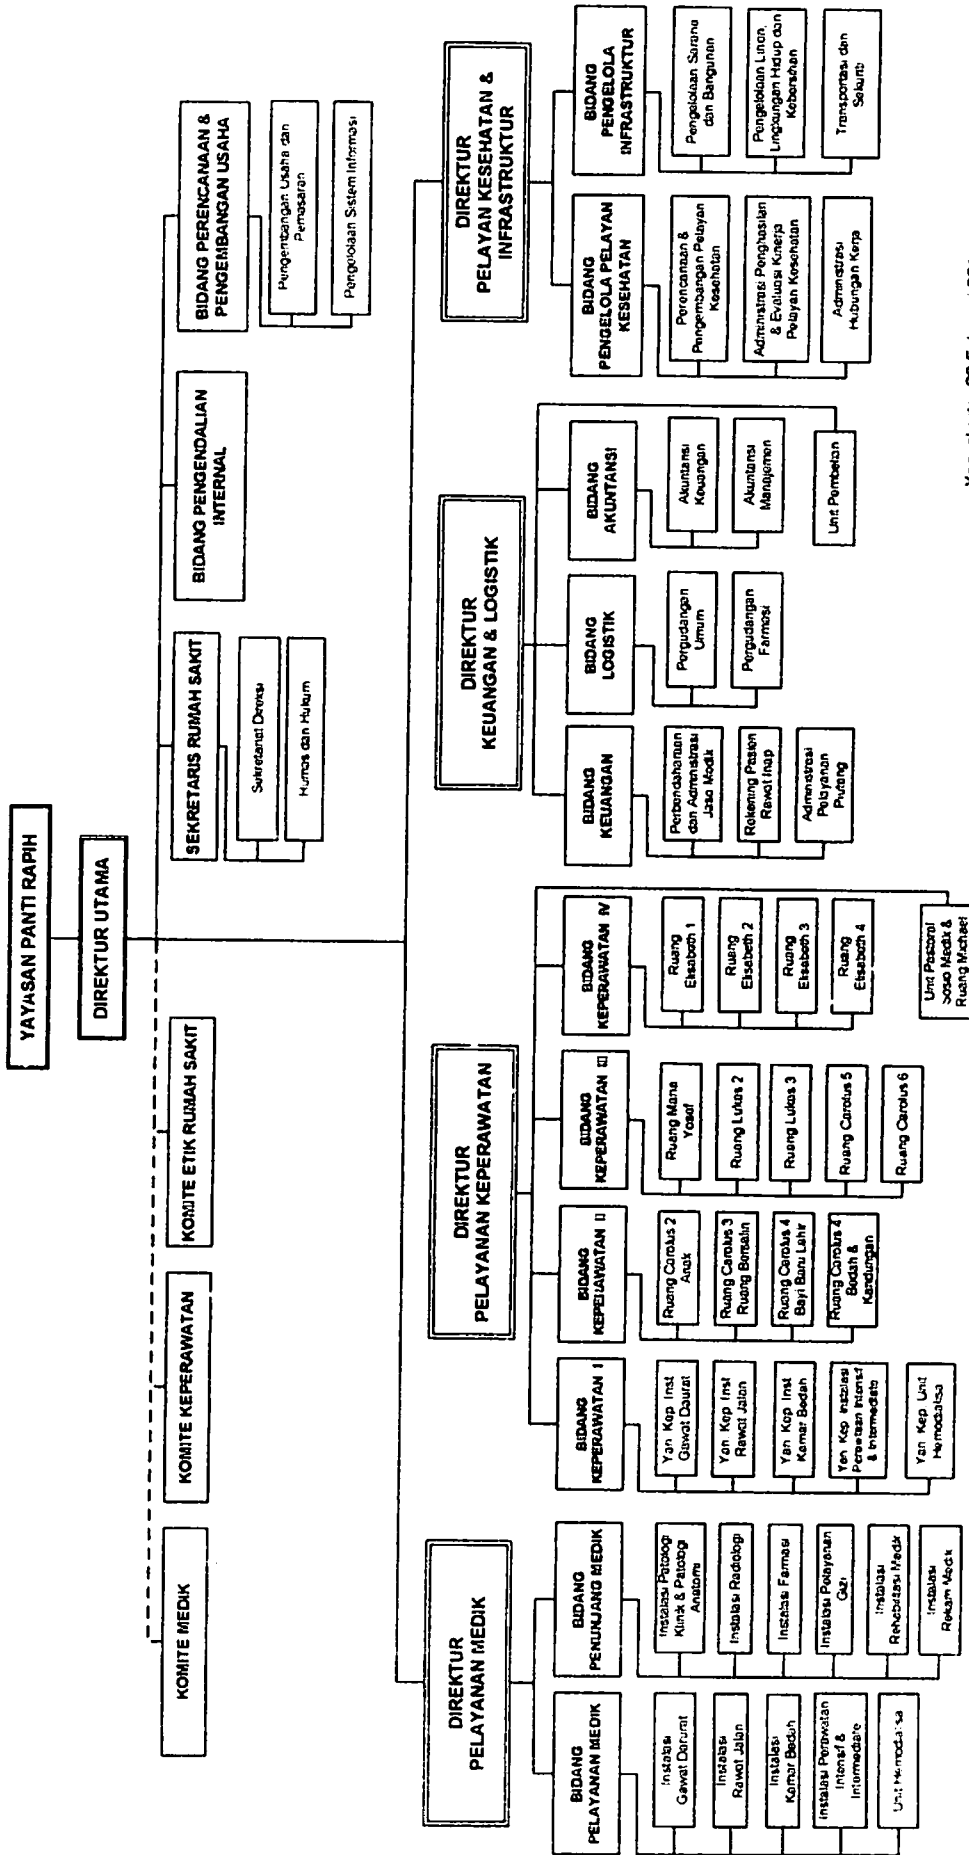 YAYASAN PANTI RAPIH
DIREKTUR UTAMA
KOMITE MEDIK
KOMITE KEPERAWATAN
KOMITE ETIK RUMAH SAKIT
SEKRETARIS RUMAH SAKIT
Sekretariat Direksi
Humas dan Hukum
BIDANG PENGENDALIAN
INTERNAL
BIDANG PERENCANAAN &
PENGEMBANGAN USAHA
Pengembangan Usaha dan
Pemasaran
Pengelolaan Sistem Informasi
DIREKTUR
PELAYANAN MEDIK
BIDANG
PELAYANAN MEDIK
Instalasi
Gawat Darurat
Instalasi
Rawat Jalan
Instalasi
Kamar Bedah
Instalasi Perawatan
Intensif &
Intermediate
Unit Hemodialisa
BIDANG
PENUNJANG MEDIK
Instalasi Patologi
Klinik & Patologi
Anatomi
Instalasi Radiologi
Instalasi Farmasi
Instalasi Pelayanan
Gizi
Instalasi
Rehabilitasi Medik
Instalasi
Rekam Medik
DIREKTUR
PELAYANAN KEPERAWATAN
BIDANG
KEPERAWATAN I
Yan Kep Inst
Gawat Daurat
Yan Kep Inst
Rawat Jalan
Yan Kep Inst
Kamar Bedah
Yan Kep Instalasi
Perawatan Intensif
& Intermediate
Yan Kep Unit
Hemodialisa
BIDANG
KEPERAWATAN II
Ruang Carolus 2
Anak
Ruang Carolus 3
Ruang Bersalin
Ruang Carolus 4
Bayi Baru Lahir
Ruang Carolus 4
Bedah &
Kandungan
BIDANG
KEPERAWATAN III
Ruang Maria
Yosef
Ruang Lukas 2
Ruang Lukas 3
Ruang Carolus 5
Ruang Carolus 6
BIDANG
KEPERAWATAN IV
Ruang
Elisabeth 1
Ruang
Elisabeth 2
Ruang
Elisabeth 3
Ruang
Elisabeth 4
Unit Pastoral
Sosio Medik &
Ruang Michael
DIREKTUR
KEUANGAN & LOGISTIK
BIDANG
KEUANGAN
Perbendaharaan
dan Administrasi
Jasa Medik
Rekening Pasien
Rawat Inap
Administrasi
Pelayanan
Piutang
BIDANG
LOGISTIK
Pergudangan
Umum
Pergudangan
Farmasi
BIDANG
AKUNTANSI
Akuntansi
Keuangan
Akuntansi
Manajemen
Unit Pembelian
DIREKTUR
PELAYAN KESEHATAN &
INFRASTRUKTUR
BIDANG
PENGELOLA PELAYAN
KESEHATAN
Perencanaan &
Pengembangan Pelayan
Kesehatan
Administrasi Penghasilan
& Evaluasi Kinerja
Pelayan Kesehatan
Administrasi
Hubungan Kerja
BIDANG
PENGELOLA
INFRASTRUKTUR
Pengelolaan Sarana
dan Bangunan
Pengelolaan Linen,
Lingkungan Hidup dan
Kebersihan
Transportasi dan
Sekuriti